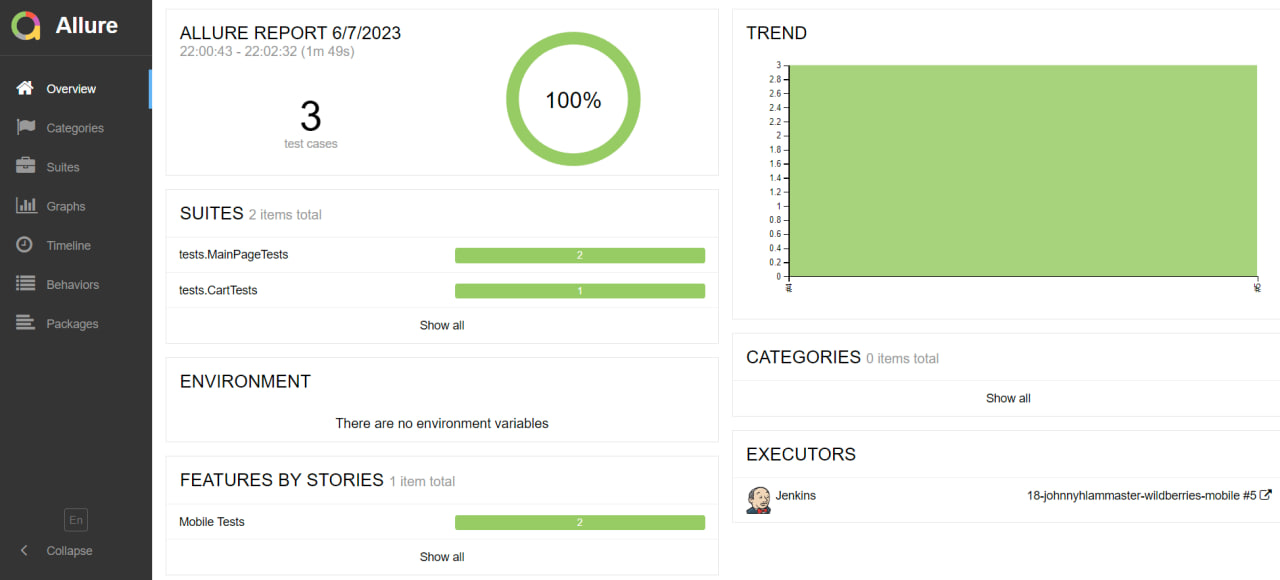 Allure
Overview
Categories
Suites
Graphs
Timeline
Behaviors
Packages
En
Collapse
ALLURE REPORT 6/7/2023
22:00:43 - 22:02:32 (1m 49s)
3
test cases
100%
SUITES 2 items total
tests.MainPageTests 2
tests.CartTests 1
Show all
ENVIRONMENT
There are no environment variables
FEATURES BY STORIES 1 item total
Mobile Tests 2
Show all
TREND
3
2.8
2.6
2.4
2.2
2
1.8
1.6
1.4
1.2
1
0.8
0.6
0.4
0.2
0
#4
#5
CATEGORIES 0 items total
Show all
EXECUTORS
Jenkins 18-johnnyhlammaster-wildberries-mobile #5